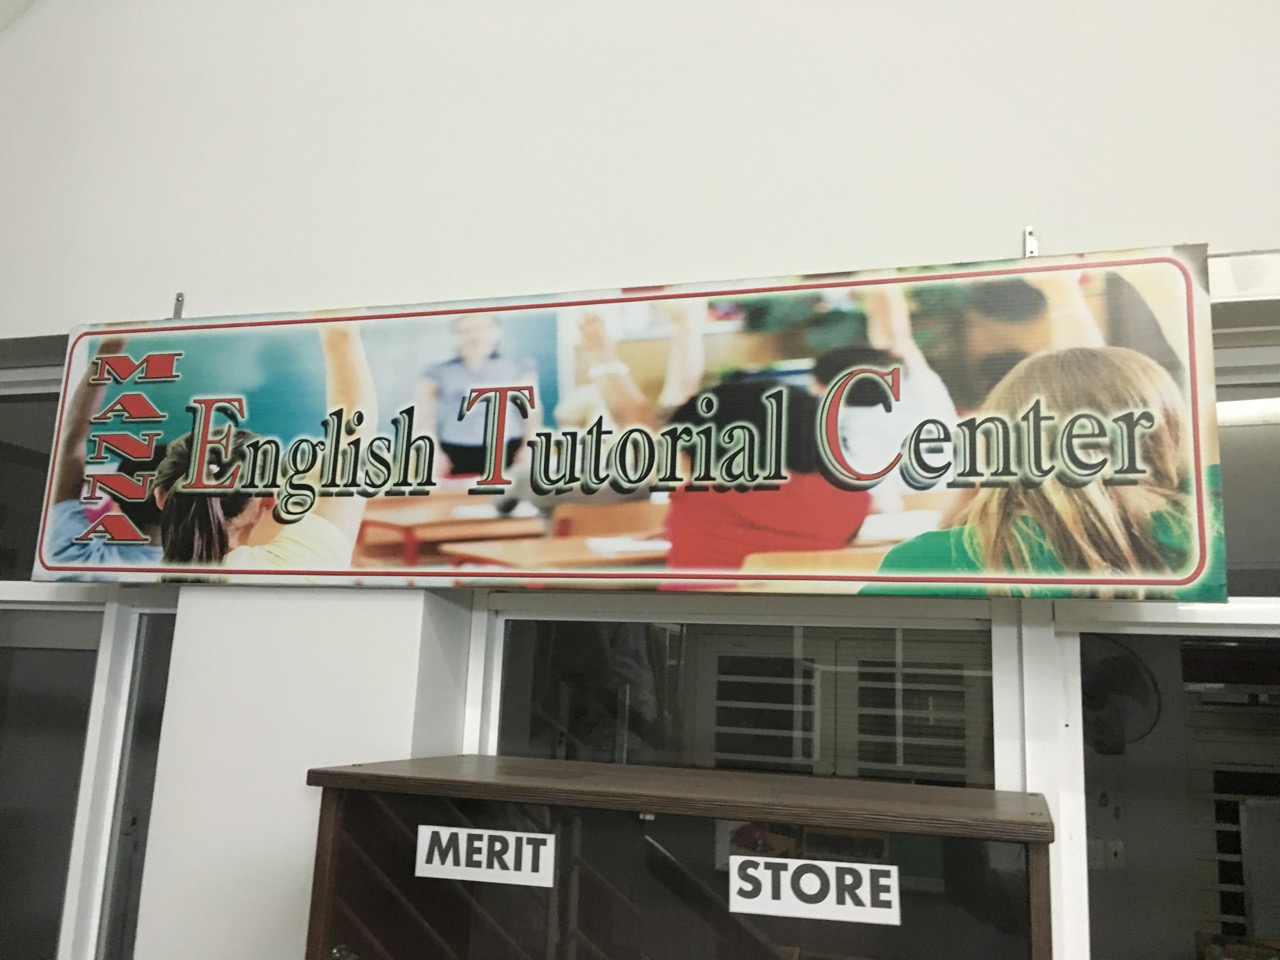 MANNA
English Tutorial Center
MERIT
STORE